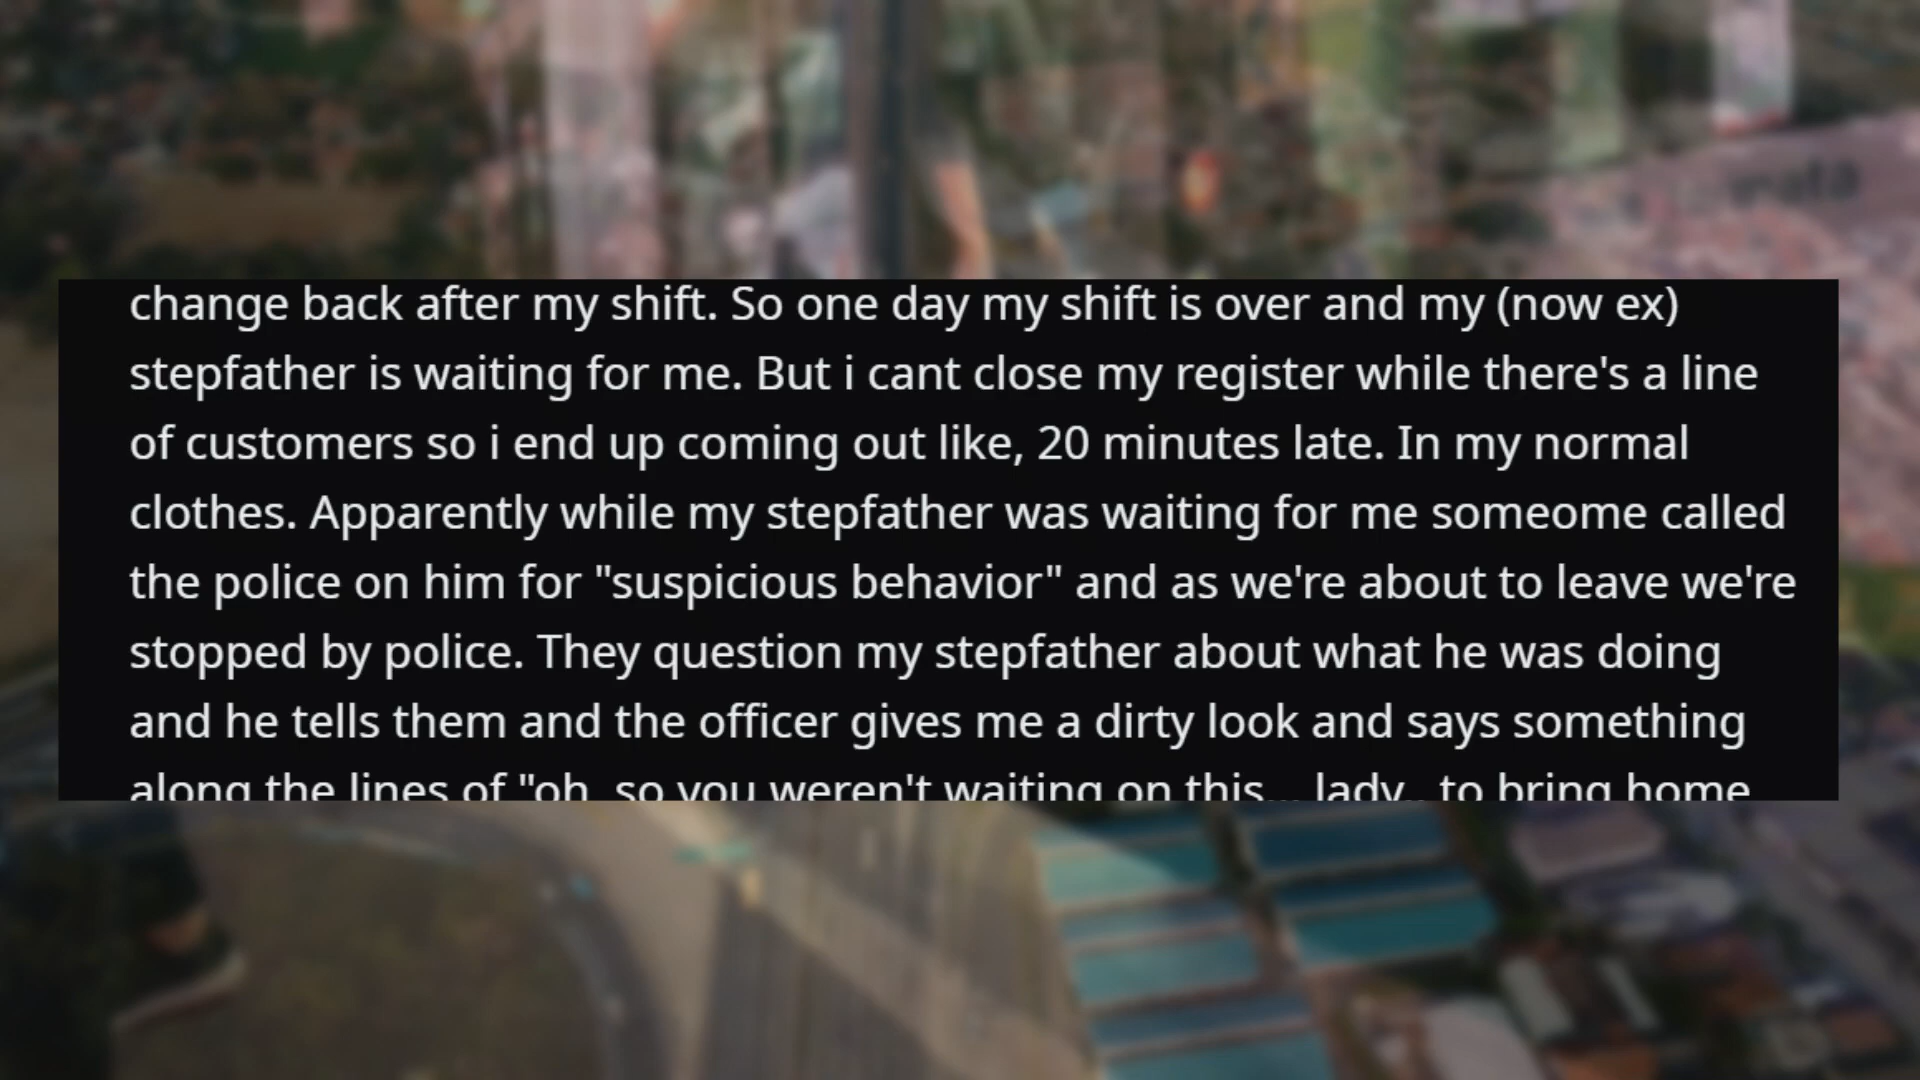 change back after my shift. So one day my shift is over and my (now ex)
stepfather is waiting for me. But i cant close my register while there's a line
of customers so i end up coming out like, 20 minutes late. In my normal
clothes. Apparently while my stepfather was waiting for me someome called
the police on him for "suspicious behavior" and as we're about to leave we're
stopped by police. They question my stepfather about what he was doing
and he tells them and the officer gives me a dirty look and says something
along the lines of "oh, so you weren't waiting on this... lady.. to bring home